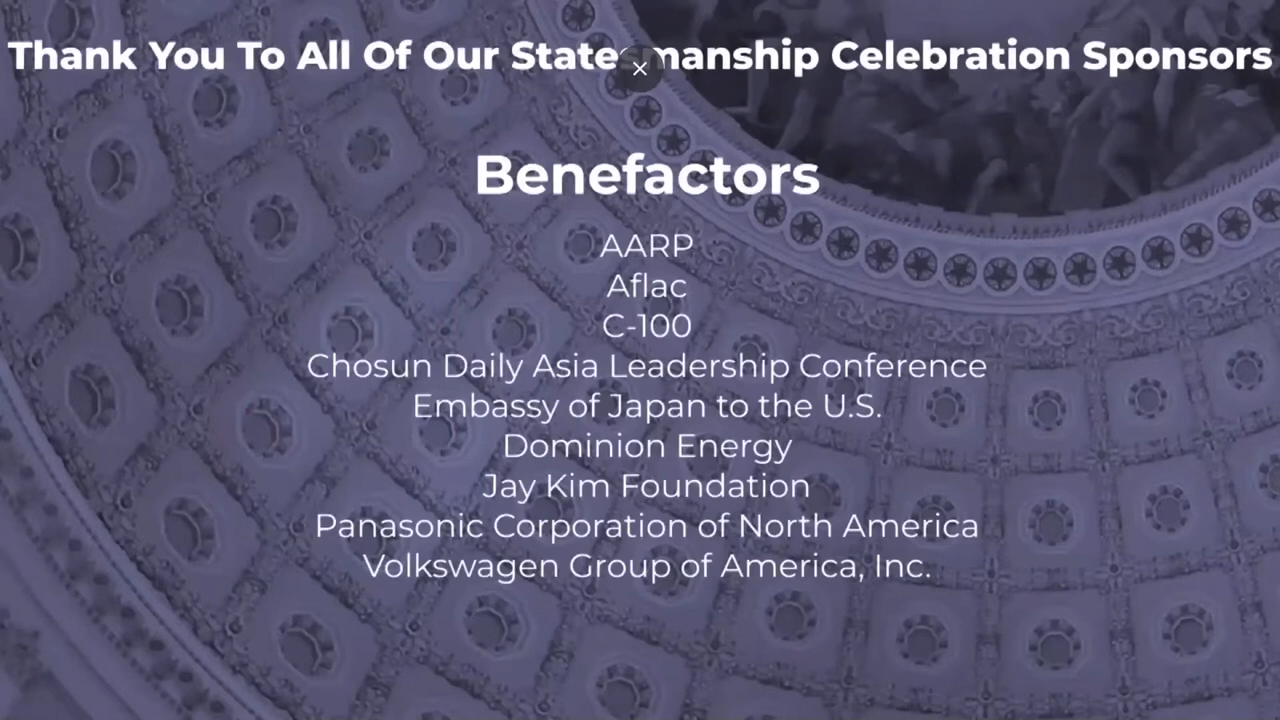 Thank You To All Of Our Statesmanship Celebration Sponsors
Benefactors
AARP
Aflac
C-100
Chosun Daily Asia Leadership Conference
Embassy of Japan to the U.S.
Dominion Energy
Jay Kim Foundation
Panasonic Corporation of North America
Volkswagen Group of America, Inc.